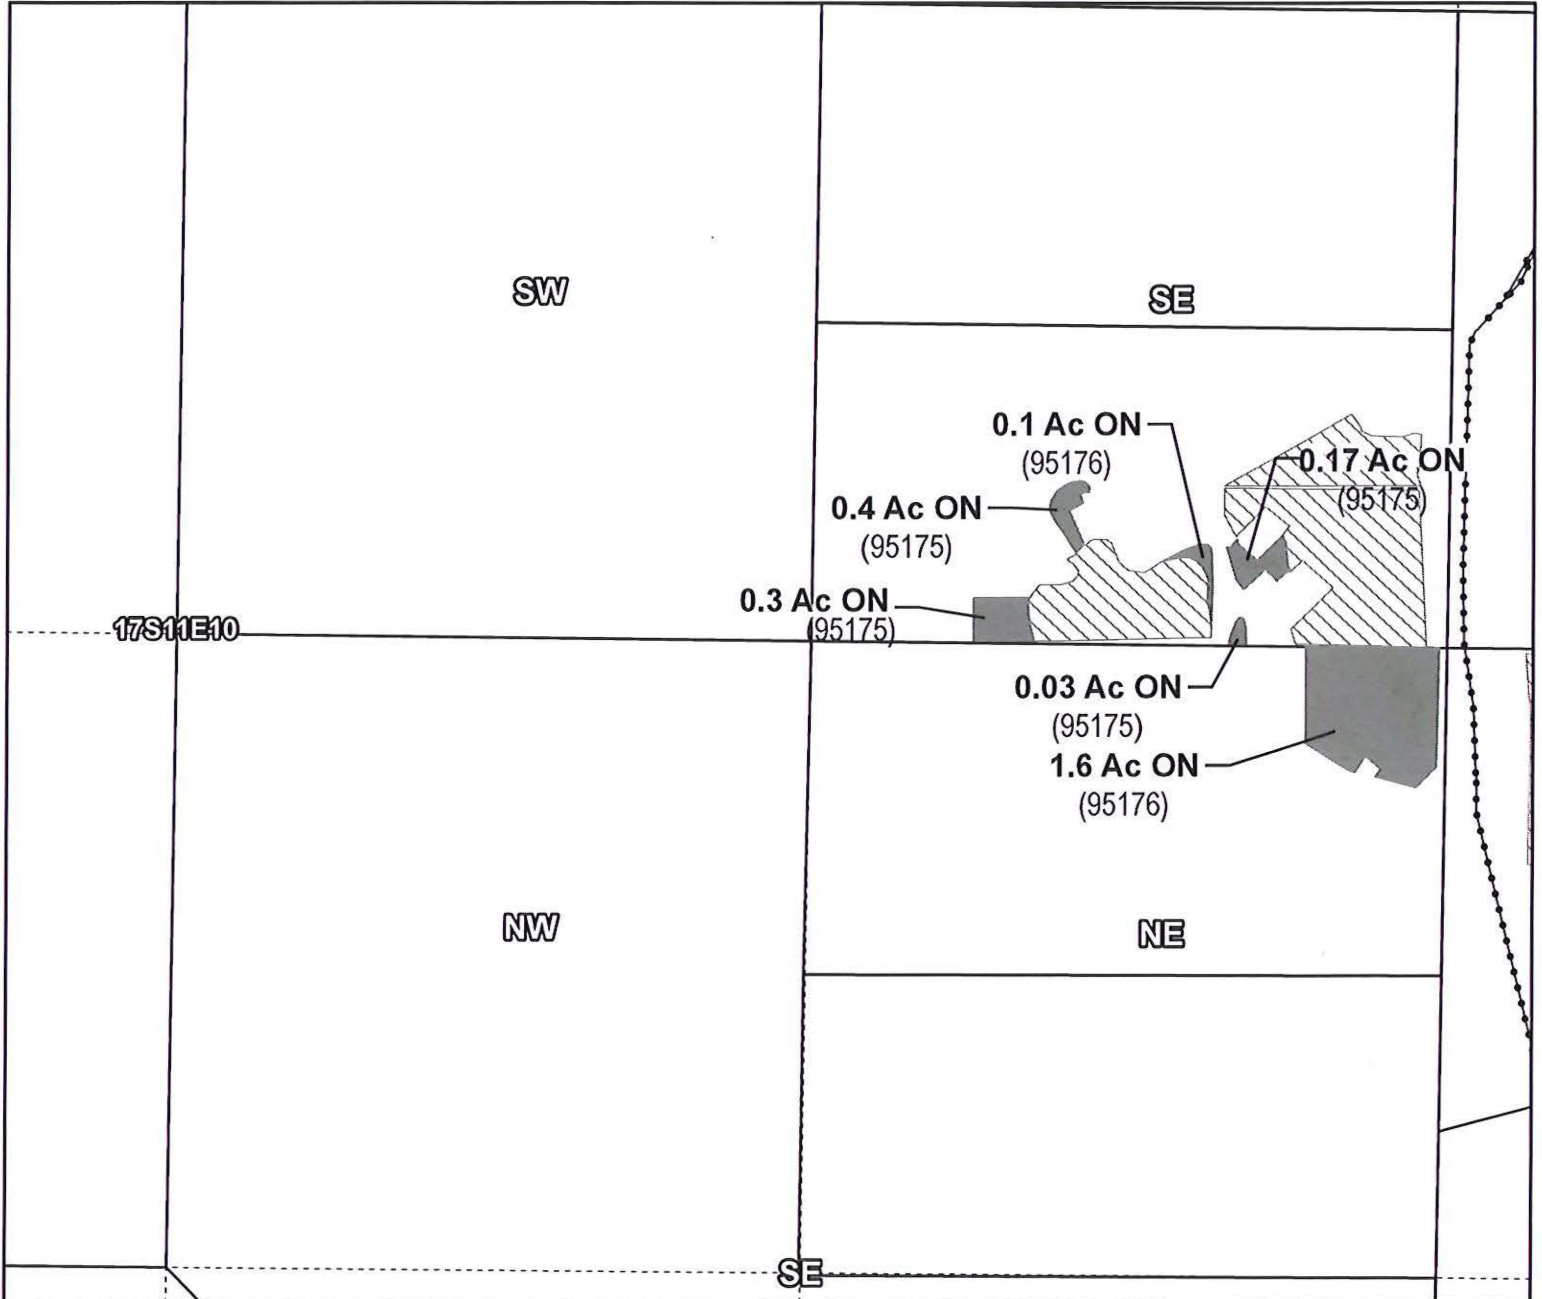 SW
SE
0.1 Ac ON
(95176)
0.17 Ac ON
(95175)
0.4 Ac ON
(95175)
0.3 Ac ON
(95175)
17S11E10
0.03 Ac ON
(95175)
1.6 Ac ON
(95176)
NW
NE
SE